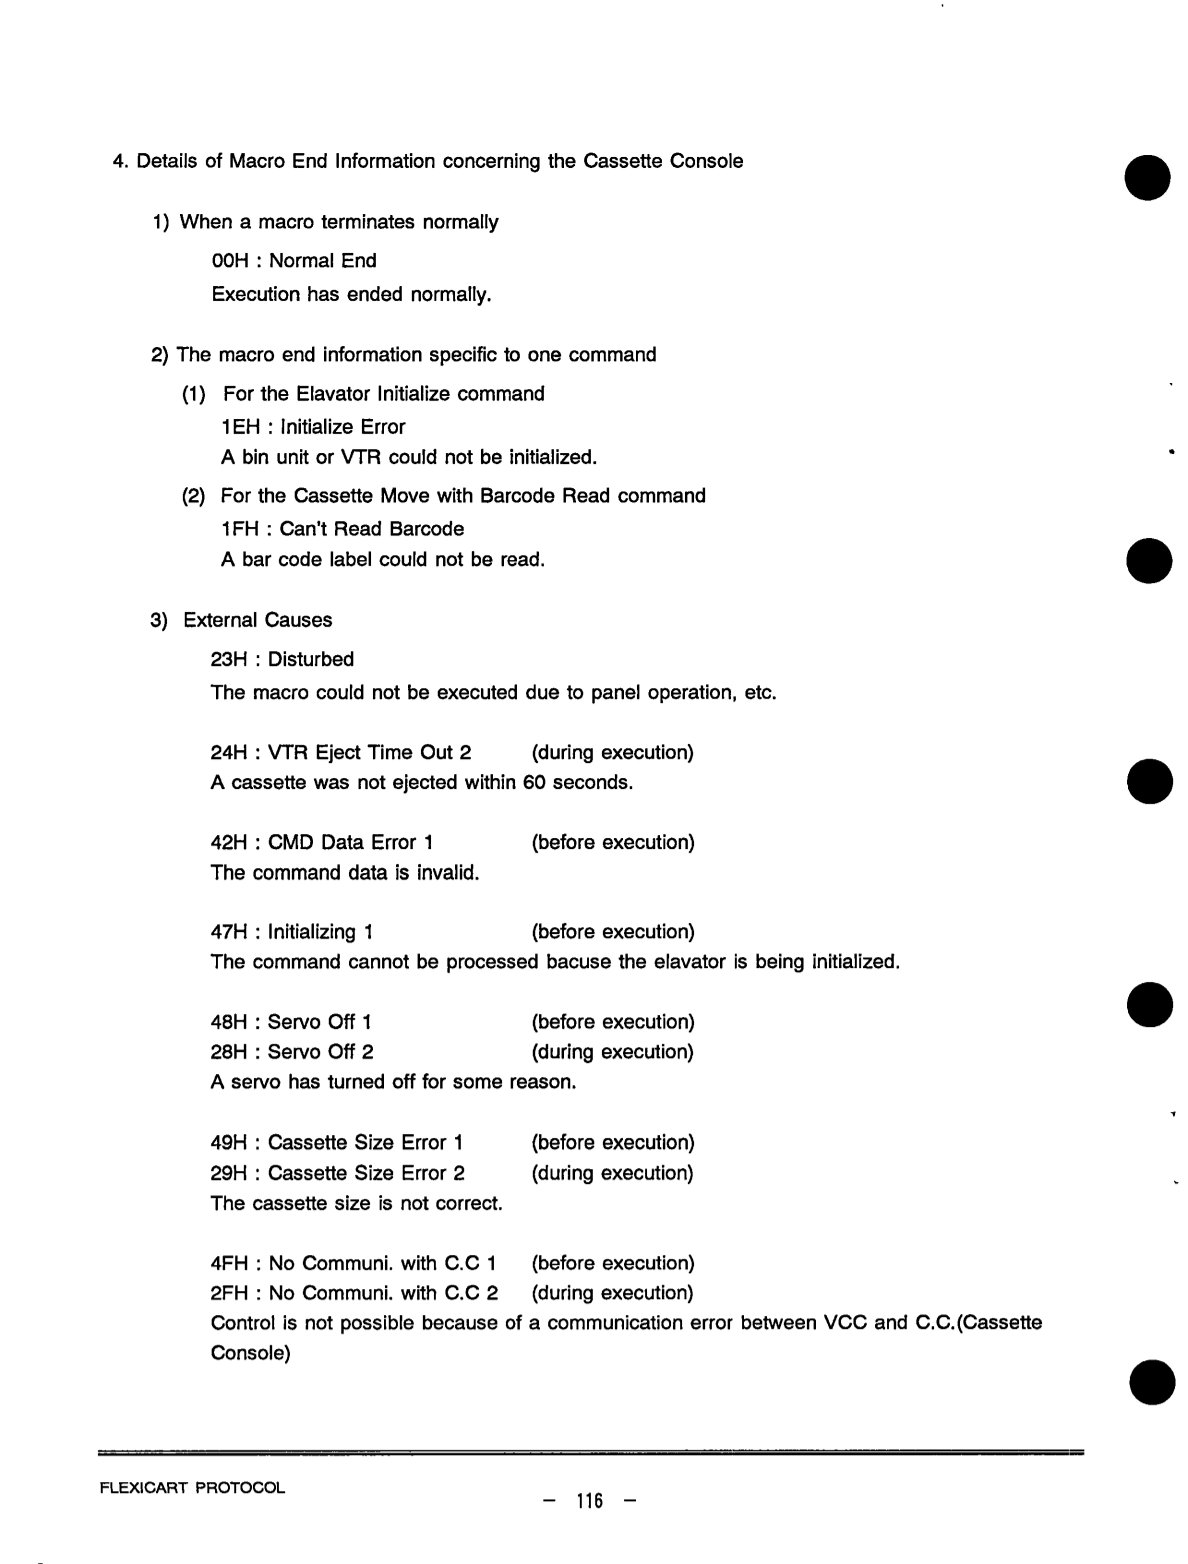 4. Details of Macro End Information concerning the Cassette Console
1) When a macro terminates normally
00H : Normal End
Execution has ended normally.
2) The macro end information specific to one command
(1) For the Elavator Initialize command
1EH : Initialize Error
A bin unit or VTR could not be initialized.
(2) For the Cassette Move with Barcode Read command
1FH : Can't Read Barcode
A bar code label could not be read.
3) External Causes
23H : Disturbed
The macro could not be executed due to panel operation, etc.
24H : VTR Eject Time Out 2 (during execution)
A cassette was not ejected within 60 seconds.
42H : CMD Data Error 1 (before execution)
The command data is invalid.
47H : Initializing 1 (before execution)
The command cannot be processed bacuse the elavator is being initialized.
48H : Servo Off 1 (before execution)
28H : Servo Off 2 (during execution)
A servo has turned off for some reason.
49H : Cassette Size Error 1 (before execution)
29H : Cassette Size Error 2 (during execution)
The cassette size is not correct.
4FH : No Communi. with C.C 1 (before execution)
2FH : No Communi. with C.C 2 (during execution)
Control is not possible because of a communication error between VCC and C.C.(Cassette
Console)
FLEXICART PROTOCOL
– 116 –